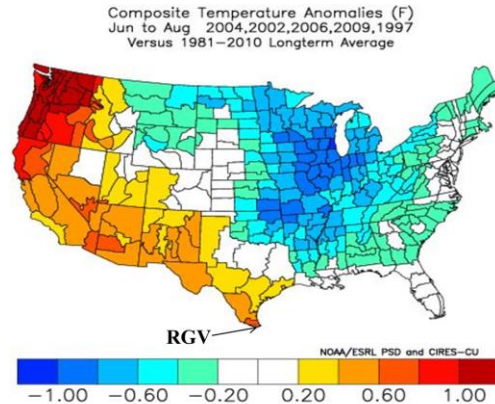 Composite Temperature Anomalies (F)
Jun to Aug 2004,2002,2006,2009,1997
Versus 1981-2010 Longterm Average
RGV
NOAA/ESRL PSD and CIRES-CU
-1.00 -0.60 -0.20 0.20 0.60 1.00